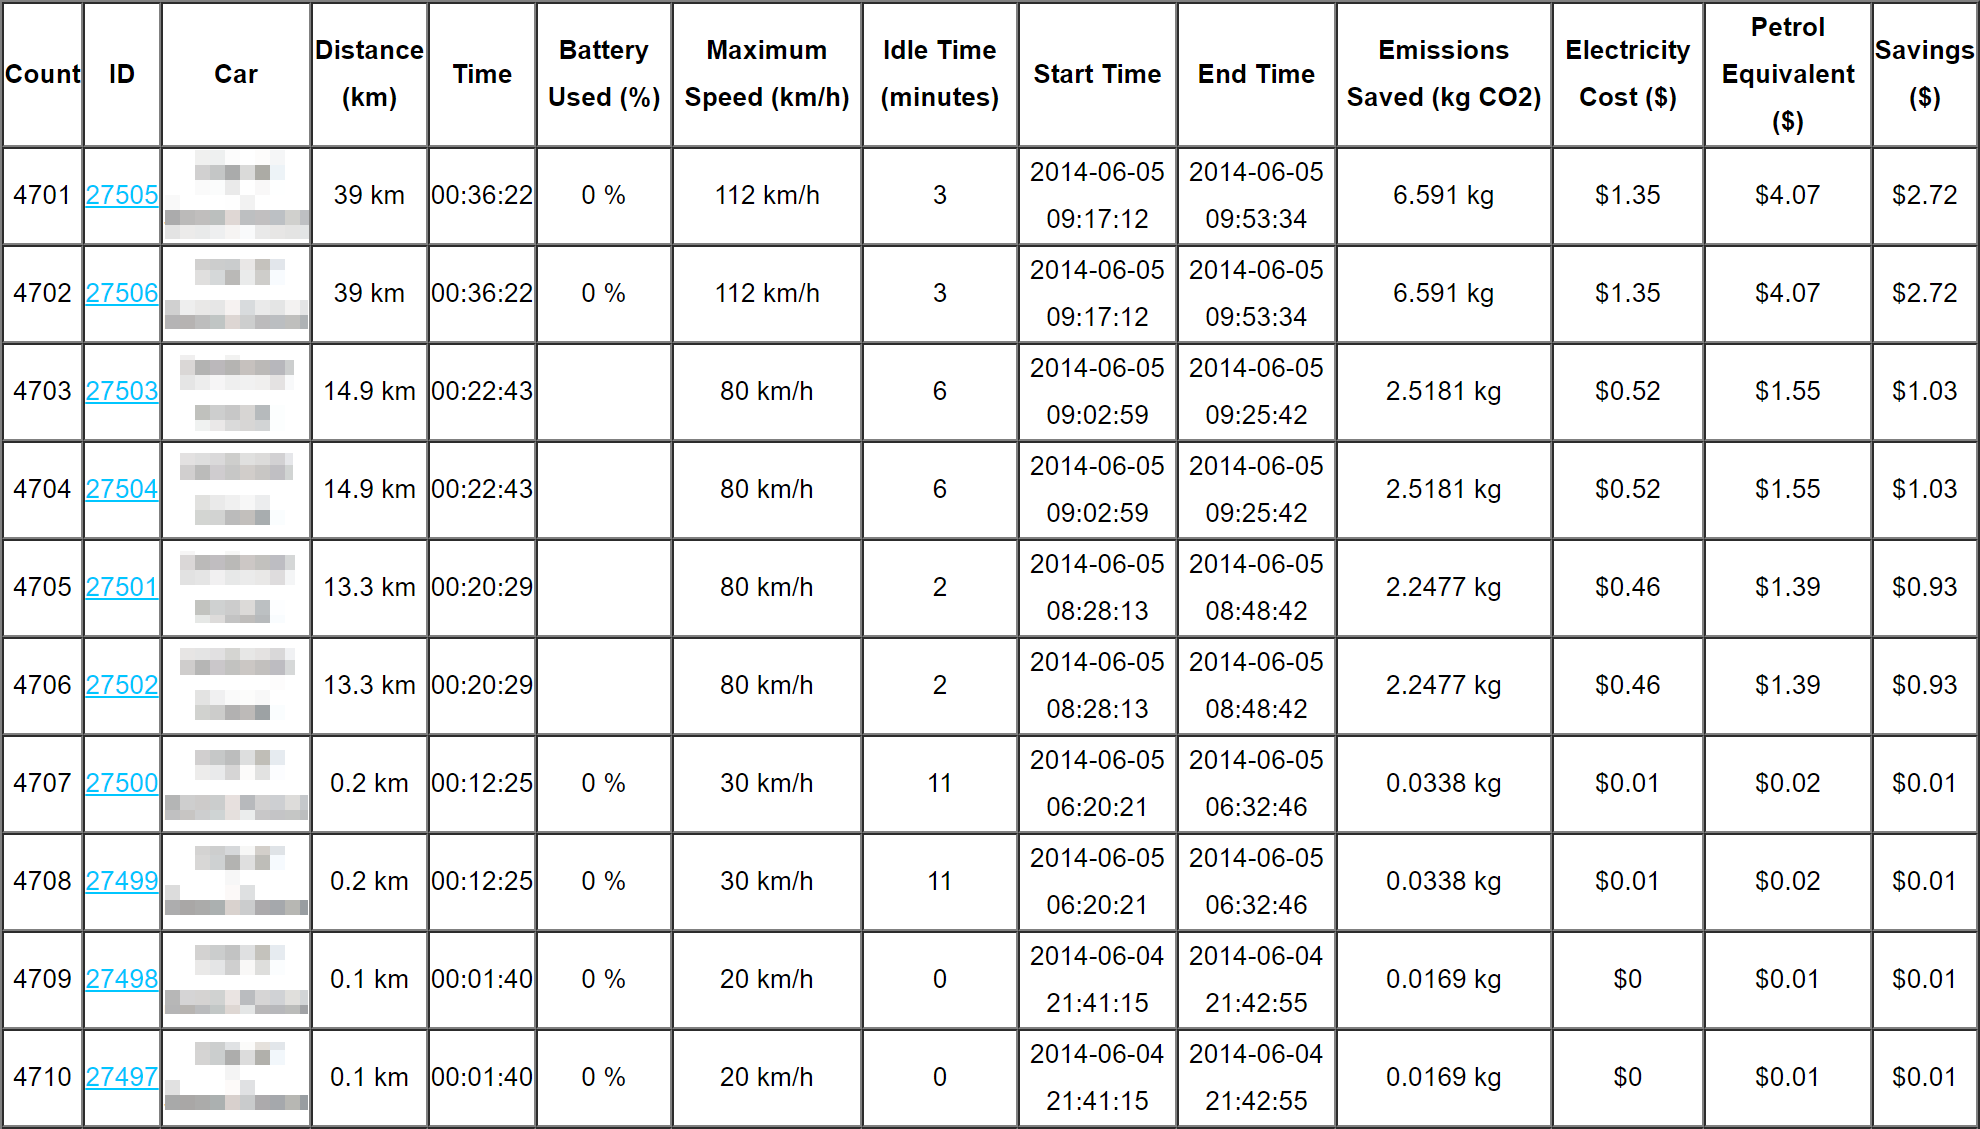 Count ID Car Distance (km) Time Battery Used (%) Maximum Speed (km/h) Idle Time (minutes) Start Time End Time Emissions Saved (kg CO2) Electricity Cost ($) Petrol Equivalent ($) Savings ($)
4701 27505 39 km 00:36:22 0 % 112 km/h 3 2014-06-05 09:17:12 2014-06-05 09:53:34 6.591 kg $1.35 $4.07 $2.72
4702 27506 39 km 00:36:22 0 % 112 km/h 3 2014-06-05 09:17:12 2014-06-05 09:53:34 6.591 kg $1.35 $4.07 $2.72
4703 27503 14.9 km 00:22:43 80 km/h 6 2014-06-05 09:02:59 2014-06-05 09:25:42 2.5181 kg $0.52 $1.55 $1.03
4704 27504 14.9 km 00:22:43 80 km/h 6 2014-06-05 09:02:59 2014-06-05 09:25:42 2.5181 kg $0.52 $1.55 $1.03
4705 27501 13.3 km 00:20:29 80 km/h 2 2014-06-05 08:28:13 2014-06-05 08:48:42 2.2477 kg $0.46 $1.39 $0.93
4706 27502 13.3 km 00:20:29 80 km/h 2 2014-06-05 08:28:13 2014-06-05 08:48:42 2.2477 kg $0.46 $1.39 $0.93
4707 27500 0.2 km 00:12:25 0 % 30 km/h 11 2014-06-05 06:20:21 2014-06-05 06:32:46 0.0338 kg $0.01 $0.02 $0.01
4708 27499 0.2 km 00:12:25 0 % 30 km/h 11 2014-06-05 06:20:21 2014-06-05 06:32:46 0.0338 kg $0.01 $0.02 $0.01
4709 27498 0.1 km 00:01:40 0 % 20 km/h 0 2014-06-04 21:41:15 2014-06-04 21:42:55 0.0169 kg $0 $0.01 $0.01
4710 27497 0.1 km 00:01:40 0 % 20 km/h 0 2014-06-04 21:41:15 2014-06-04 21:42:55 0.0169 kg $0 $0.01 $0.01